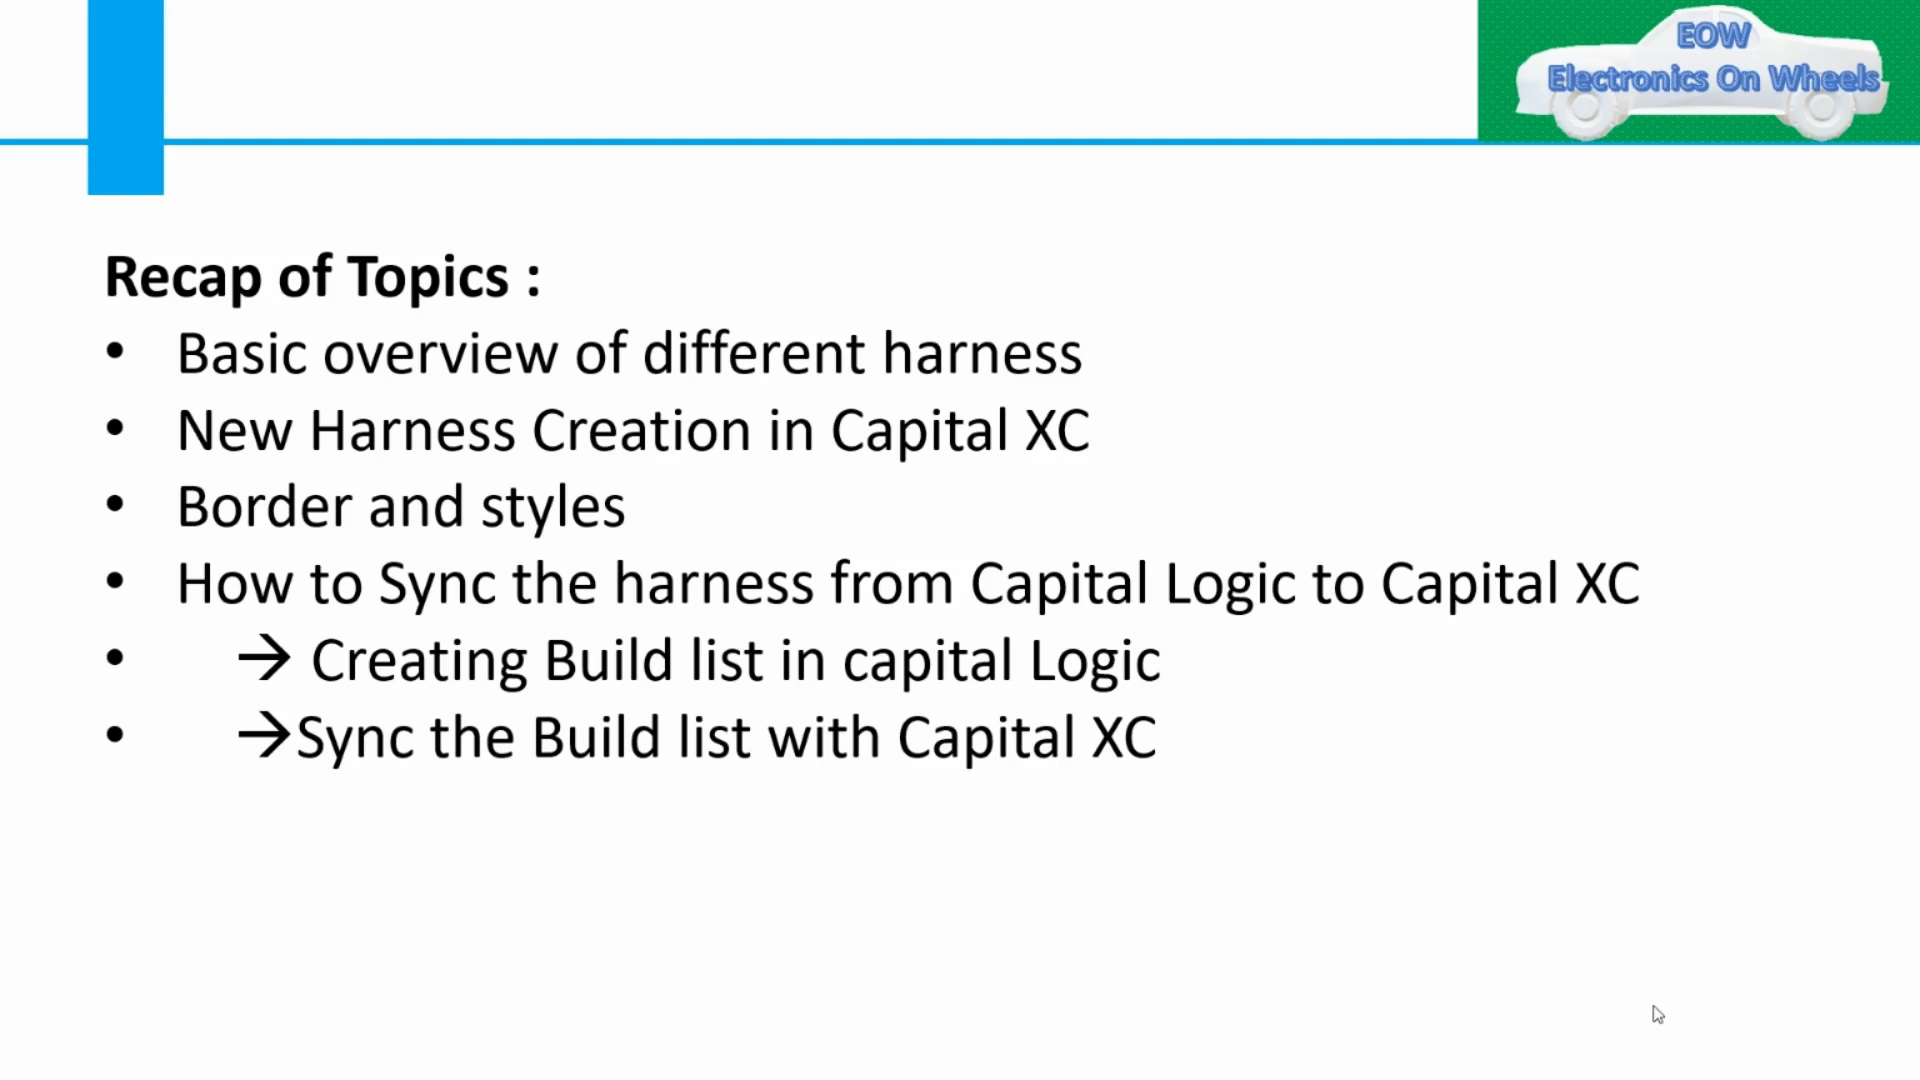 EOW
Electronics On Wheels
Recap of Topics :
• Basic overview of different harness
• New Harness Creation in Capital XC
• Border and styles
• How to Sync the harness from Capital Logic to Capital XC
• → Creating Build list in capital Logic
• →Sync the Build list with Capital XC